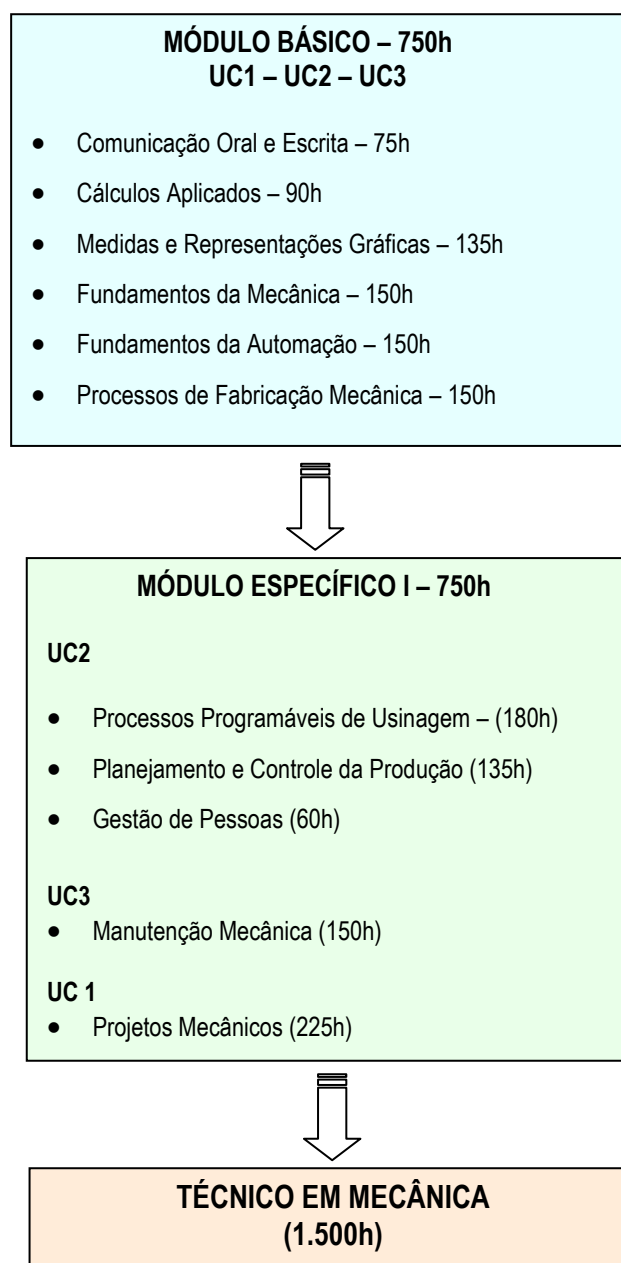 MÓDULO BÁSICO – 750h
UC1 – UC2 – UC3
• Comunicação Oral e Escrita – 75h
• Cálculos Aplicados – 90h
• Medidas e Representações Gráficas – 135h
• Fundamentos da Mecânica – 150h
• Fundamentos da Automação – 150h
• Processos de Fabricação Mecânica – 150h
MÓDULO ESPECÍFICO I – 750h
UC2
• Processos Programáveis de Usinagem – (180h)
• Planejamento e Controle da Produção (135h)
• Gestão de Pessoas (60h)
UC3
• Manutenção Mecânica (150h)
UC 1
• Projetos Mecânicos (225h)
TÉCNICO EM MECÂNICA
(1.500h)